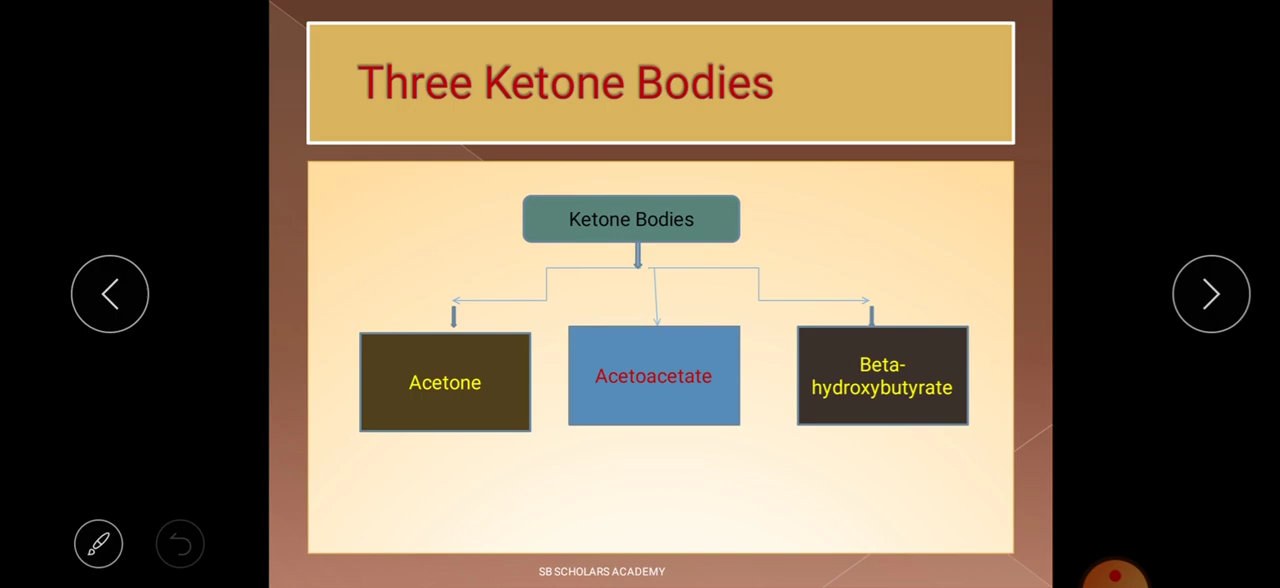 Three Ketone Bodies
Ketone Bodies
Acetone
Acetoacetate
Beta-
hydroxybutyrate
SB SCHOLARS ACADEMY